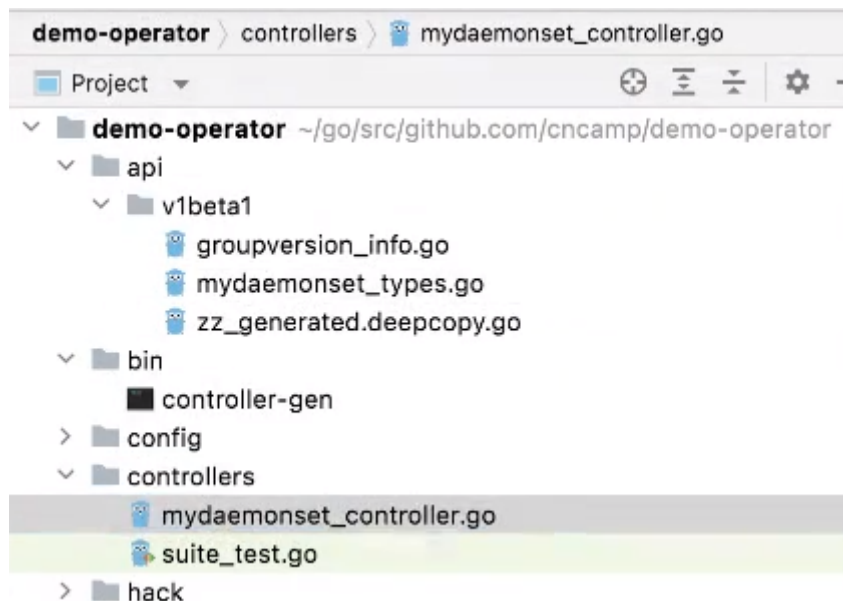 demo-operator controllers mydaemonset_controller.go
Project
demo-operator ~/go/src/github.com/cncamp/demo-operator
api
v1beta1
groupversion_info.go
mydaemonset_types.go
zz_generated.deepcopy.go
bin
controller-gen
config
controllers
mydaemonset_controller.go
suite_test.go
hack